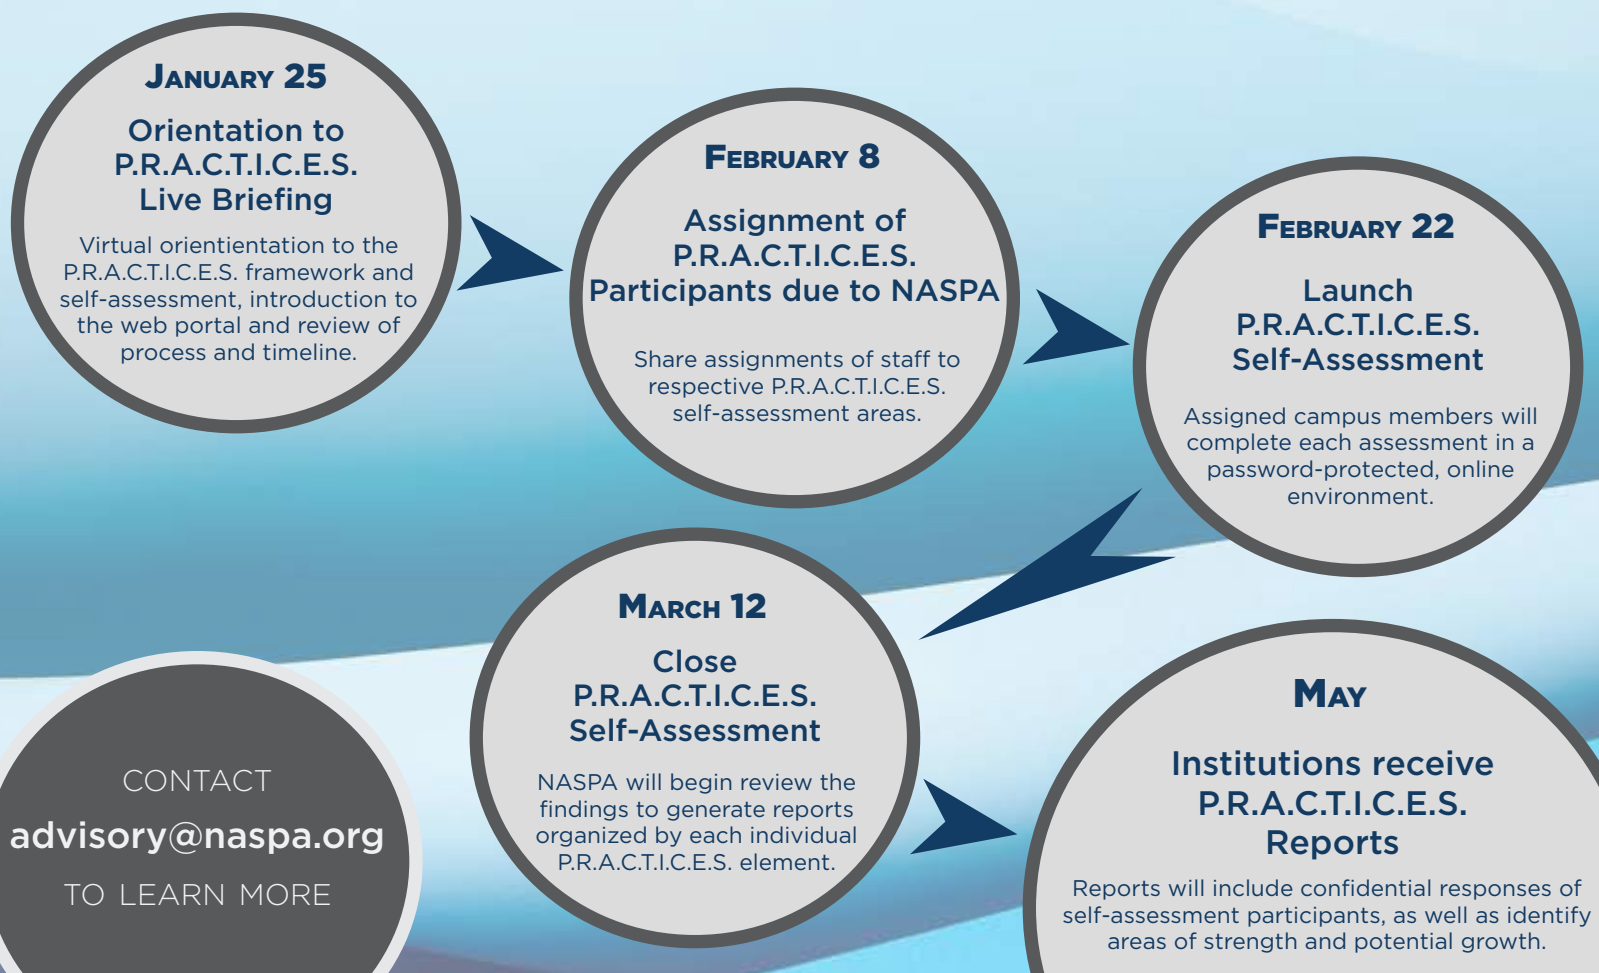 JANUARY 25
Orientation to
P.R.A.C.T.I.C.E.S.
Live Briefing
Virtual orientientation to the
P.R.A.C.T.I.C.E.S. framework and
self-assessment, introduction to
the web portal and review of
process and timeline.
FEBRUARY 8
Assignment of
P.R.A.C.T.I.C.E.S.
Participants due to NASPA
Share assignments of staff to
respective P.R.A.C.T.I.C.E.S.
self-assessment areas.
FEBRUARY 22
Launch
P.R.A.C.T.I.C.E.S.
Self-Assessment
Assigned campus members will
complete each assessment in a
password-protected, online
environment.
MARCH 12
Close
P.R.A.C.T.I.C.E.S.
Self-Assessment
NASPA will begin review the
findings to generate reports
organized by each individual
P.R.A.C.T.I.C.E.S. element.
MAY
Institutions receive
P.R.A.C.T.I.C.E.S.
Reports
Reports will include confidential responses of
self-assessment participants, as well as identify
areas of strength and potential growth.
CONTACT
advisory@naspa.org
TO LEARN MORE